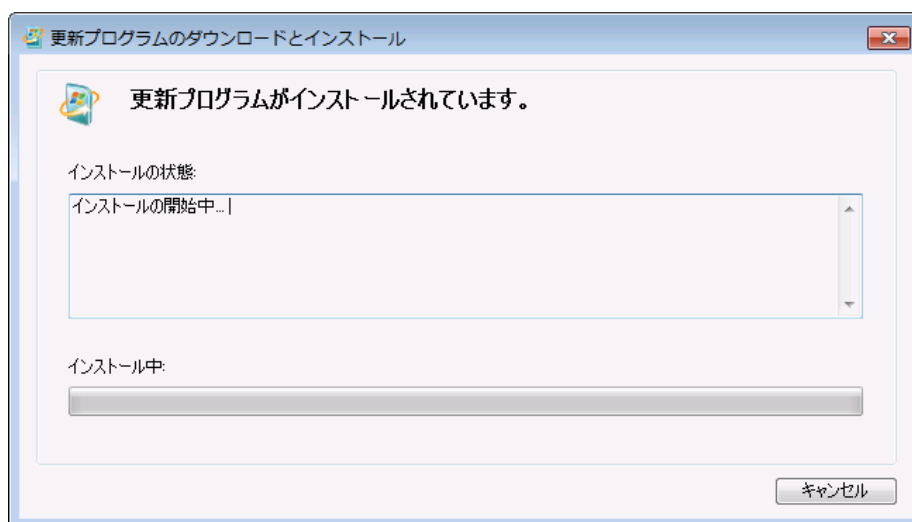 更新プログラムのダウンロードとインストール
更新プログラムがインストールされています。
インストールの状態:
インストールの開始中...
インストール中:
キャンセル